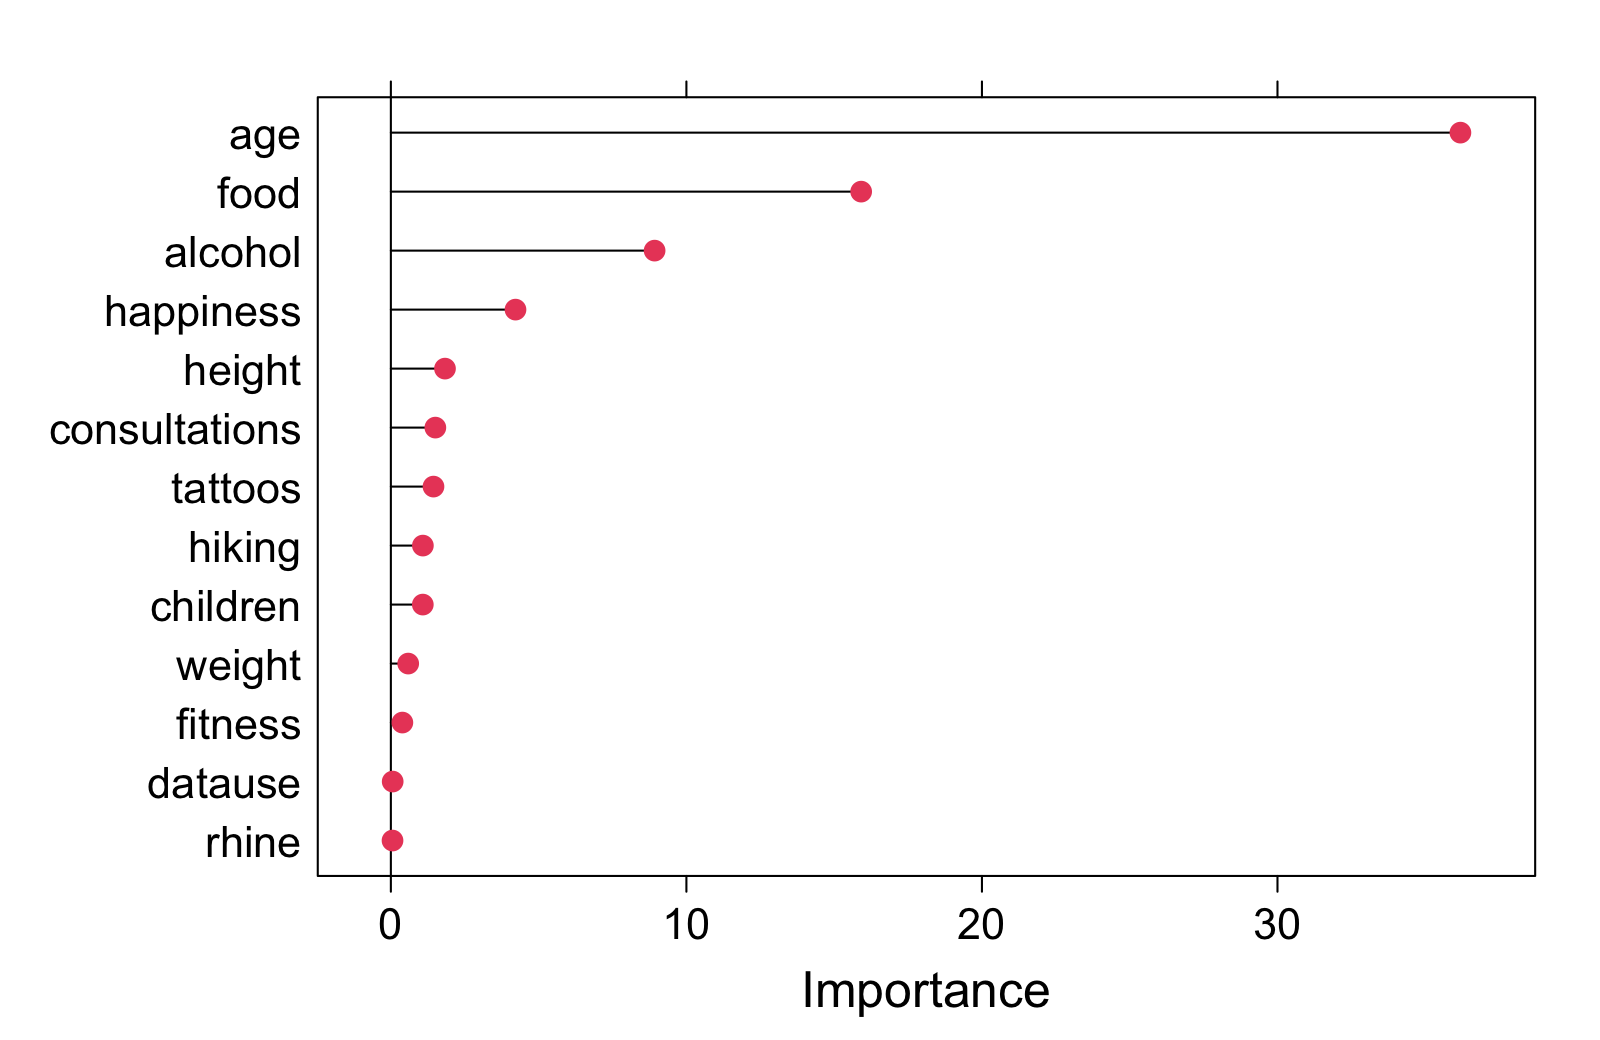 age
food
alcohol
happiness
height
consultations
tattoos
hiking
children
weight
fitness
datause
rhine
0 10 20 30
Importance